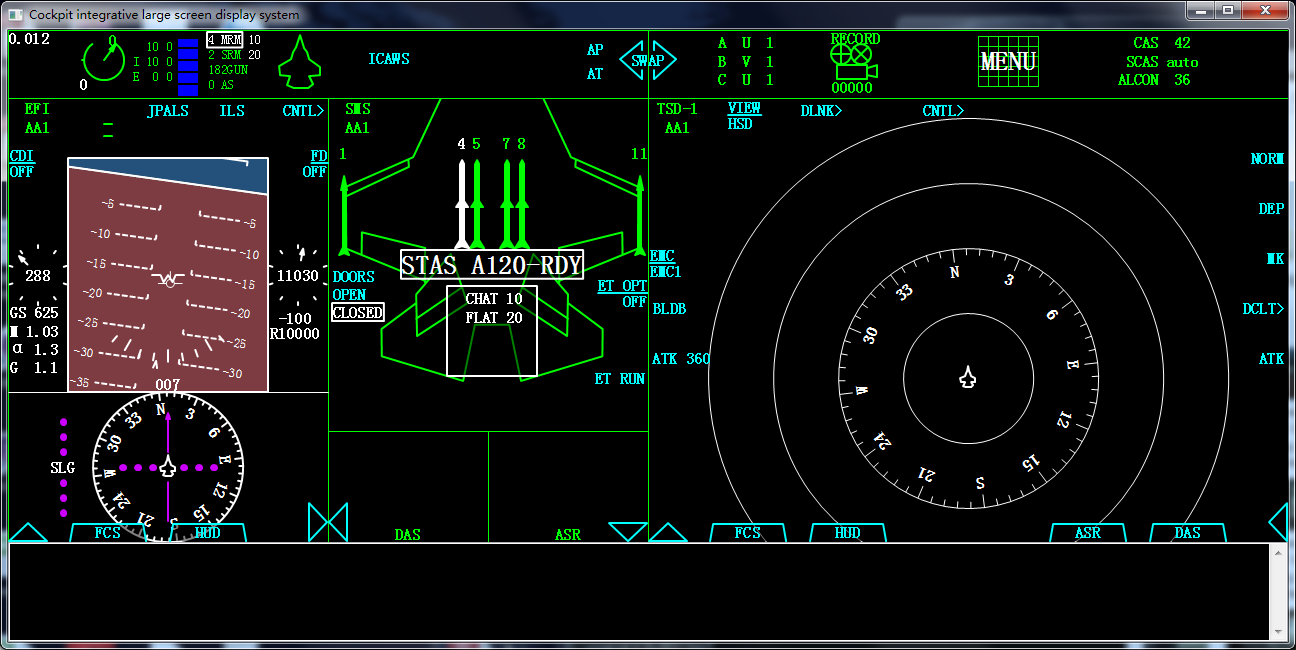 Cockpit integrative large screen display system
0.012
0
0
10 0
I 10 0
E 0 0
4 MRM 10
2 SRM 20
182GUN
0 AS
ICAWS
AP
AT
SWAP
A U 1
B V 1
C U 1
RECORD
00000
MENU
CAS 42
SCAS auto
ALCON 36
EFI
AA1
JPALS
ILS
CNTL>
CDI
OFF
FD
OFF
-5
-10
-15
-20
-25
-30
-35
-5
-10
-15
-20
-25
-30
288
GS 625
M 1.03
α 1.3
G 1.1
11030
-100
R10000
007
N
3
6
E
12
15
S
21
24
W
30
33
SLG
FCS
HUD
SMS
AA1
1
4
5
7
8
11
STAS A120-RDY
DOORS
OPEN
CLOSED
CHAT 10
FLAT 20
ET OPT
OFF
ET RUN
DAS
ASR
TSD-1
AA1
VIEW
HSD
DLNK>
CNTL>
NORM
DEP
MK
DCLT>
ATK
EMC
EMC1
BLDB
ATK 360
N
3
6
E
12
15
S
21
24
W
30
33
FCS
HUD
ASR
DAS